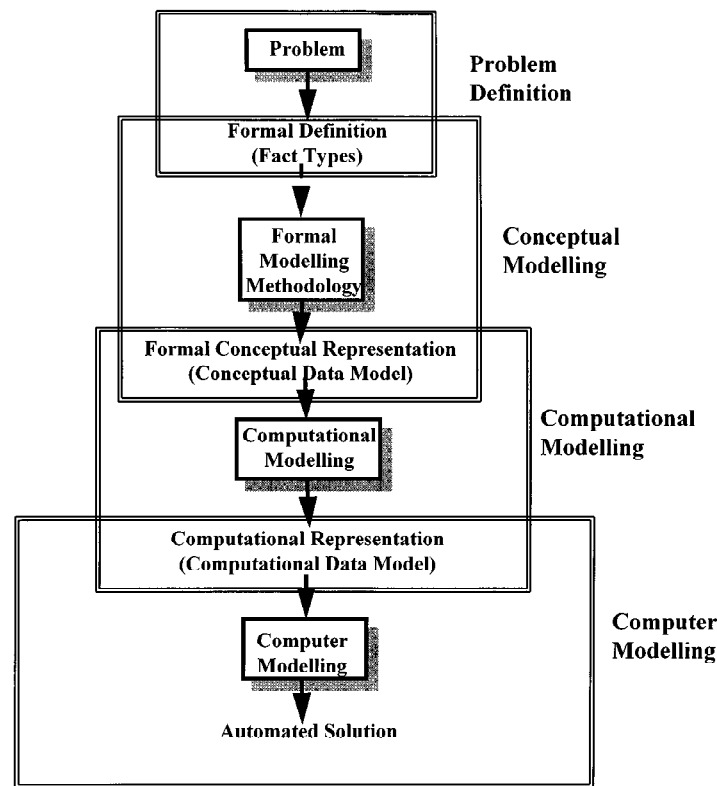 Problem
Problem
Definition
Formal Definition
(Fact Types)
Formal
Modelling
Methodology
Conceptual
Modelling
Formal Conceptual Representation
(Conceptual Data Model)
Computational
Modelling
Computational
Modelling
Computational Representation
(Computational Data Model)
Computer
Modelling
Computer
Modelling
Automated Solution